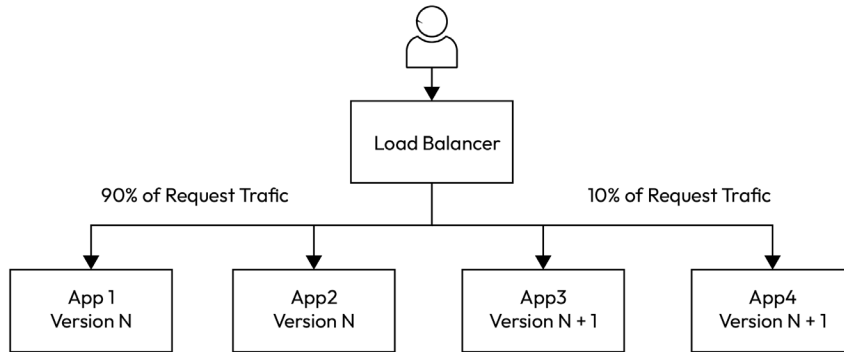 Load Balancer
90% of Request Trafic
10% of Request Trafic
App 1
Version N
App2
Version N
App3
Version N + 1
App4
Version N + 1